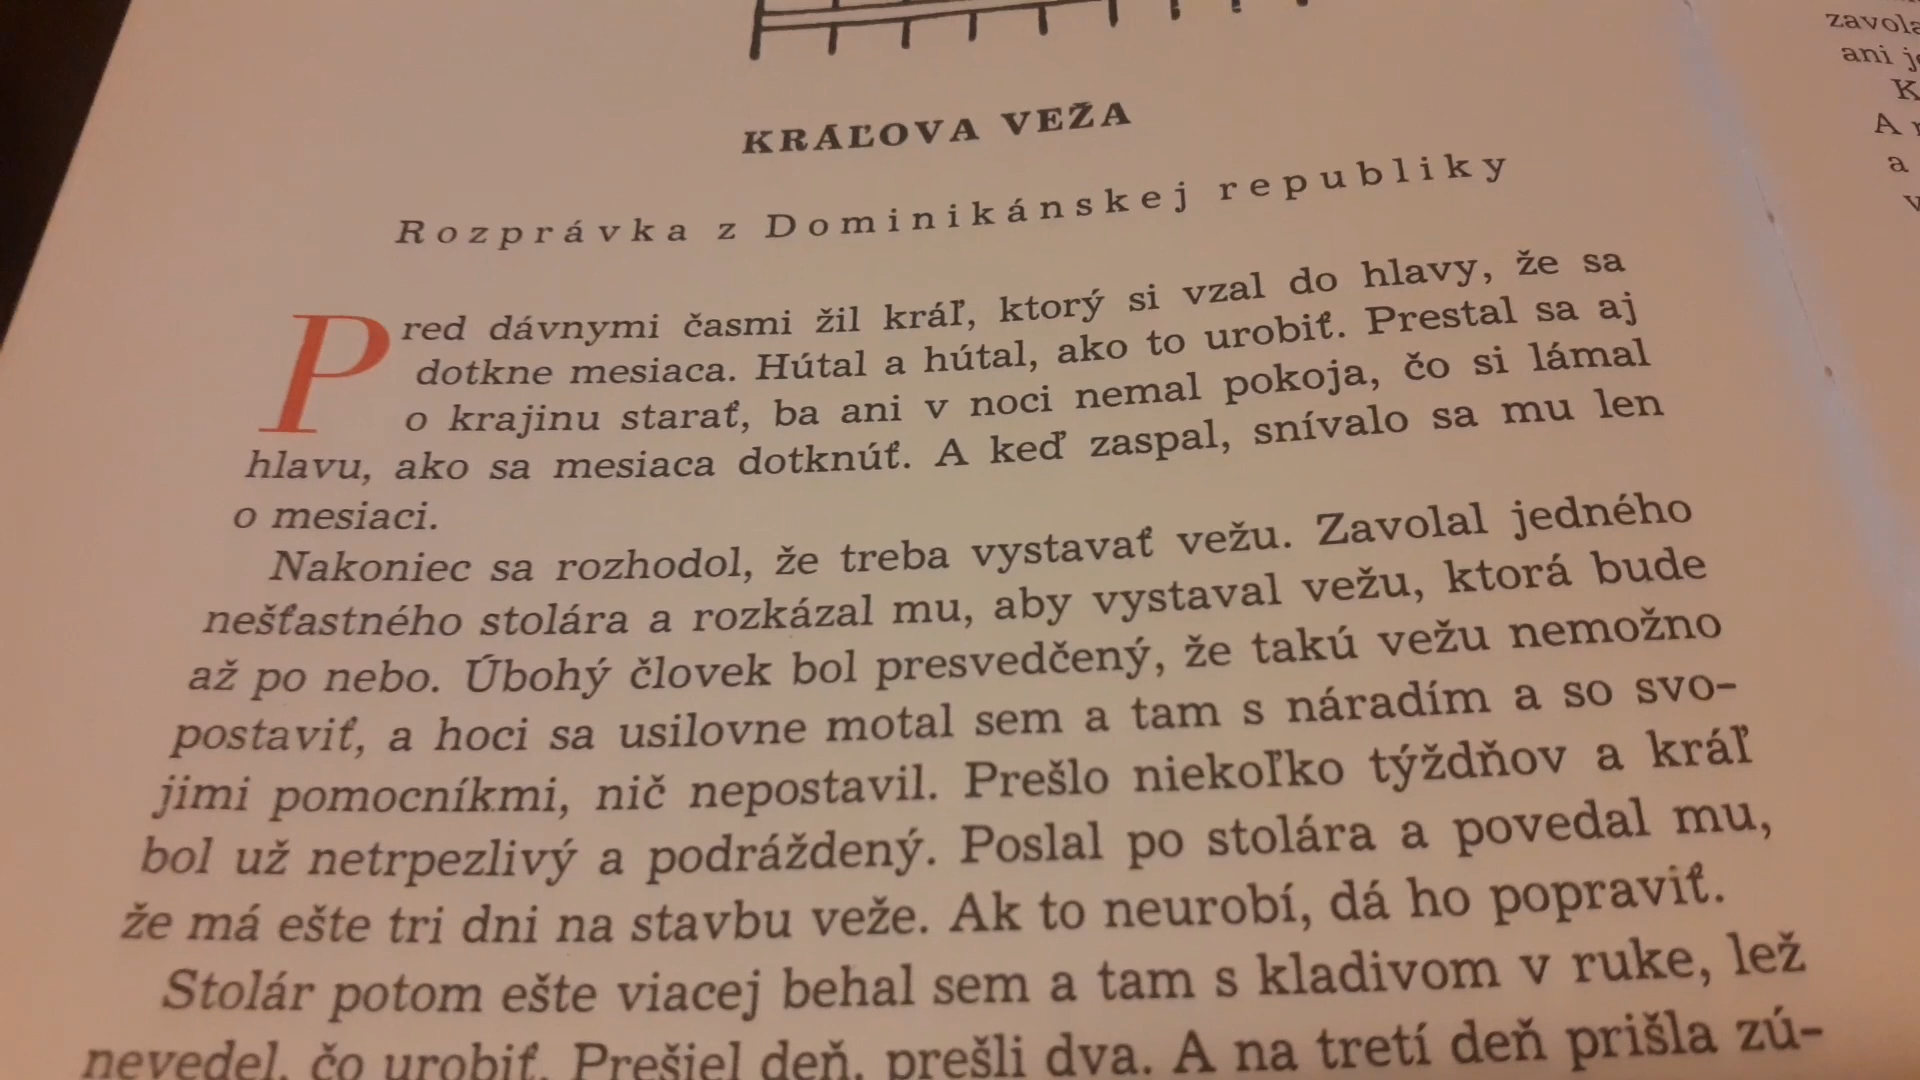 KRÁĽOVA VEŽA
Rozprávka z Dominikánskej republiky
Pred dávnymi časmi žil kráľ, ktorý si vzal do hlavy, že sa
dotkne mesiaca. Hútal a hútal, ako to urobiť. Prestal sa aj
o krajinu starať, ba ani v noci nemal pokoja, čo si lámal
hlavu, ako sa mesiaca dotknúť. A keď zaspal, snívalo sa mu len
o mesiaci.
Nakoniec sa rozhodol, že treba vystavať vežu. Zavolal jedného
nešťastného stolára a rozkázal mu, aby vystaval vežu, ktorá bude
až po nebo. Úbohý človek bol presvedčený, že takú vežu nemožno
postaviť, a hoci sa usilovne motal sem a tam s náradím a so svo-
jimi pomocníkmi, nič nepostavil. Prešlo niekoľko týždňov a kráľ
bol už netrpezlivý a podráždený. Poslal po stolára a povedal mu,
že má ešte tri dni na stavbu veže. Ak to neurobí, dá ho popraviť.
Stolár potom ešte viacej behal sem a tam s kladivom v ruke, lež
nevedel, čo urobiť. Prešiel deň, prešli dva. A na tretí deň prišla zú-
ani
A
a